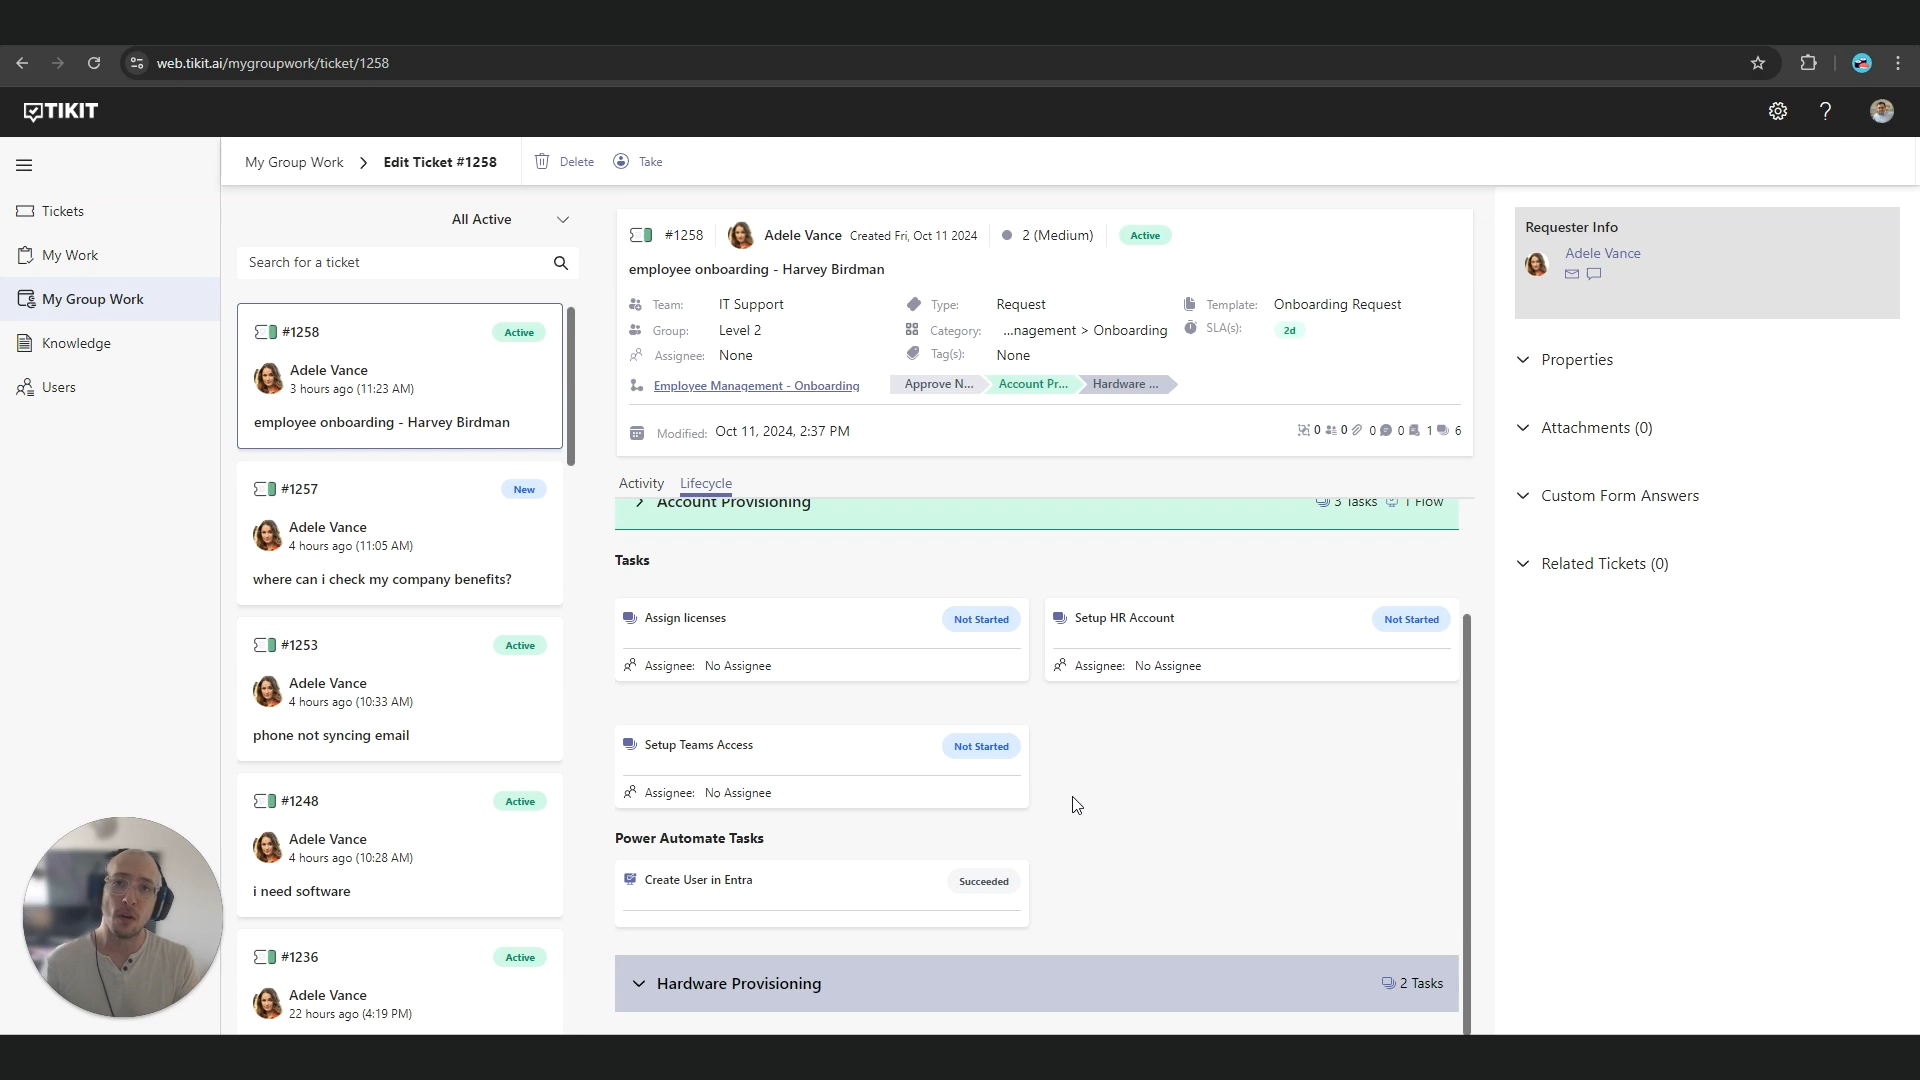 web.tikit.ai/mygroupwork/ticket/1258
TIKIT
My Group Work
Edit Ticket #1258
Delete
Take
Tickets
My Work
My Group Work
Knowledge
Users
All Active
Search for a ticket
#1258
Active
Adele Vance
3 hours ago (11:23 AM)
employee onboarding - Harvey Birdman
#1257
New
Adele Vance
4 hours ago (11:05 AM)
where can i check my company benefits?
#1253
Active
Adele Vance
4 hours ago (10:33 AM)
phone not syncing email
#1248
Active
Adele Vance
4 hours ago (10:28 AM)
i need software
#1236
Active
Adele Vance
22 hours ago (4:19 PM)
#1258
Adele Vance
Created Fri, Oct 11 2024
2 (Medium)
Active
employee onboarding - Harvey Birdman
Team: IT Support
Type: Request
Template: Onboarding Request
Group: Level 2
Category: ...nagement > Onboarding
SLA(s): 2d
Assignee: None
Tag(s): None
Employee Management - Onboarding
Approve N...
Account Pr...
Hardware ...
Modified: Oct 11, 2024, 2:37 PM
0 0 0 0 1 6
Activity
Lifecycle
Account Provisioning
3 Tasks
1 Flow
Tasks
Assign licenses
Not Started
Assignee: No Assignee
Setup HR Account
Not Started
Assignee: No Assignee
Setup Teams Access
Not Started
Assignee: No Assignee
Power Automate Tasks
Create User in Entra
Succeeded
Hardware Provisioning
2 Tasks
Requester Info
Adele Vance
Properties
Attachments (0)
Custom Form Answers
Related Tickets (0)